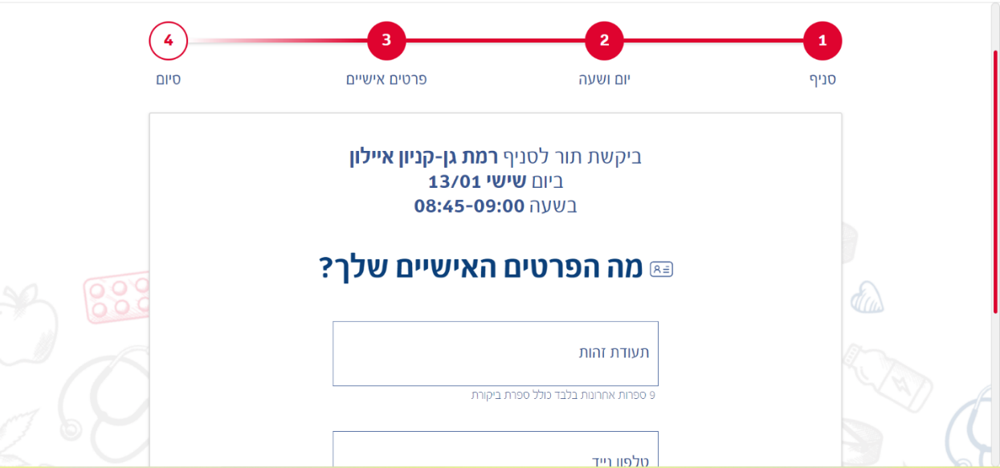 1
2
3
4
סניף
יום ושעה
פרטים אישיים
סיום
ביקשת תור לסניף רמת גן-קניון איילון
ביום שישי 13/01
בשעה 08:45-09:00
מה הפרטים האישיים שלך?
תעודת זהות
9 ספרות אחרונות בלבד כולל ספרת ביקורת
טלפון נייד